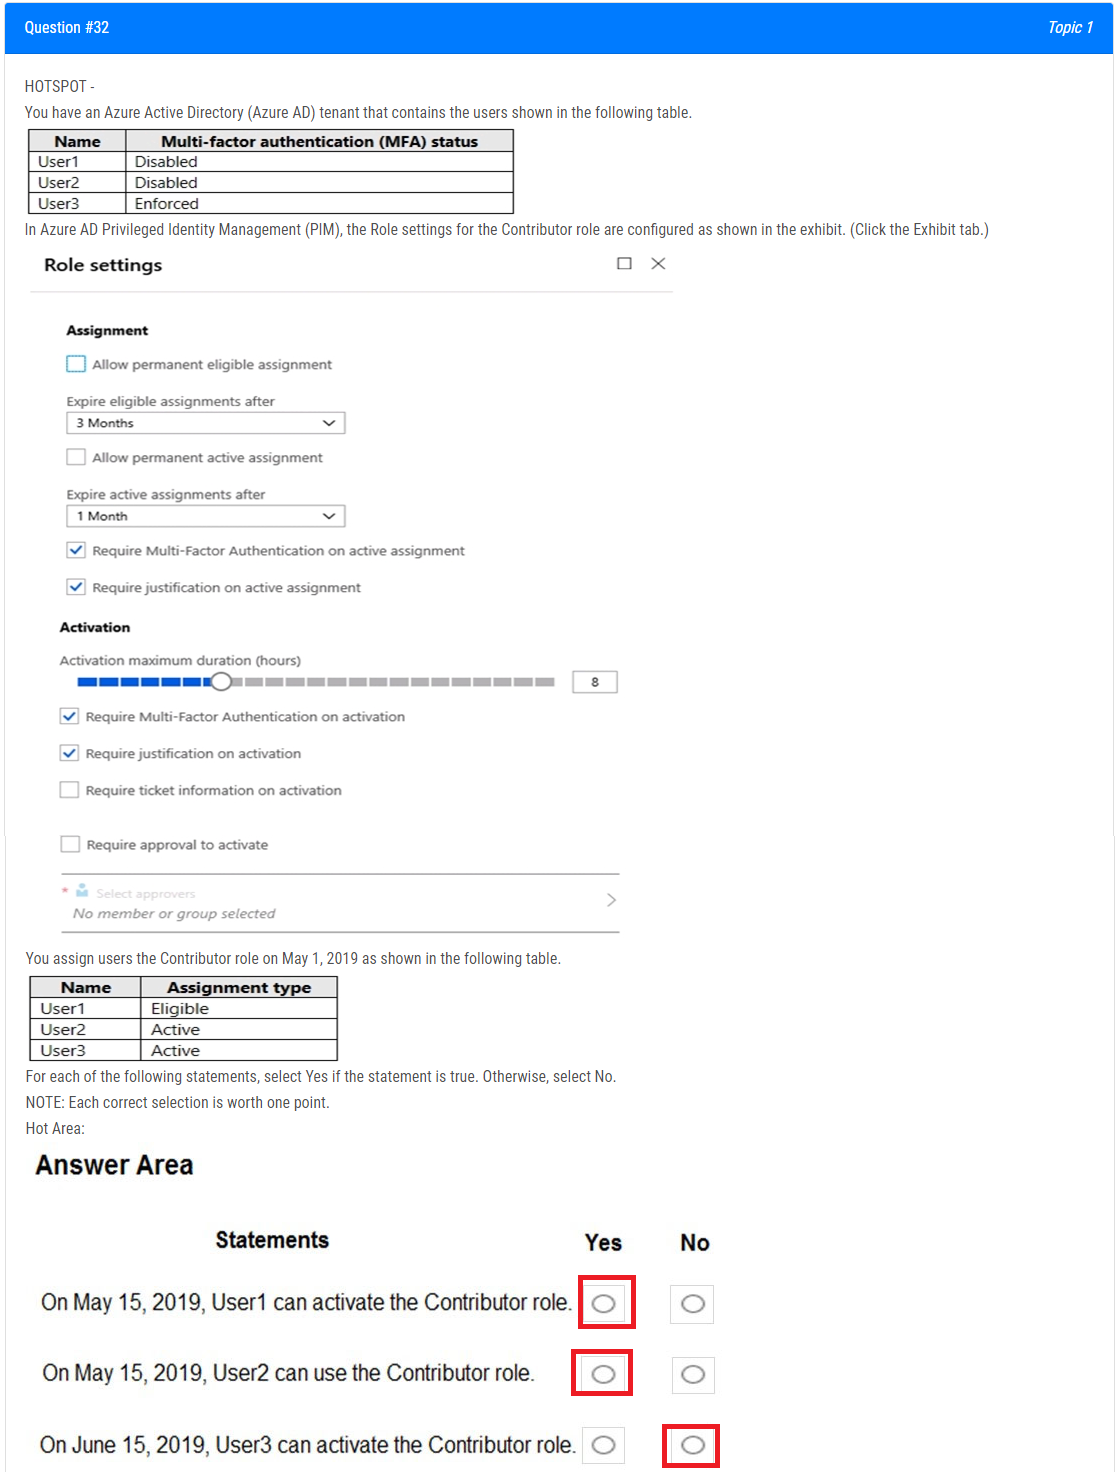 Question #32 Topic 1
HOTSPOT -
You have an Azure Active Directory (Azure AD) tenant that contains the users shown in the following table.
Name Multi-factor authentication (MFA) status
User1 Disabled
User2 Disabled
User3 Enforced
In Azure AD Privileged Identity Management (PIM), the Role settings for the Contributor role are configured as shown in the exhibit. (Click the Exhibit tab.)
Role settings
Assignment
Allow permanent eligible assignment
Expire eligible assignments after
3 Months
Allow permanent active assignment
Expire active assignments after
1 Month
Require Multi-Factor Authentication on active assignment
Require justification on active assignment
Activation
Activation maximum duration (hours)
8
Require Multi-Factor Authentication on activation
Require justification on activation
Require ticket information on activation
Require approval to activate
* Select approvers
No member or group selected
You assign users the Contributor role on May 1, 2019 as shown in the following table.
Name Assignment type
User1 Eligible
User2 Active
User3 Active
For each of the following statements, select Yes if the statement is true. Otherwise, select No.
NOTE: Each correct selection is worth one point.
Hot Area:
Answer Area
Statements Yes No
On May 15, 2019, User1 can activate the Contributor role.
On May 15, 2019, User2 can use the Contributor role.
On June 15, 2019, User3 can activate the Contributor role.